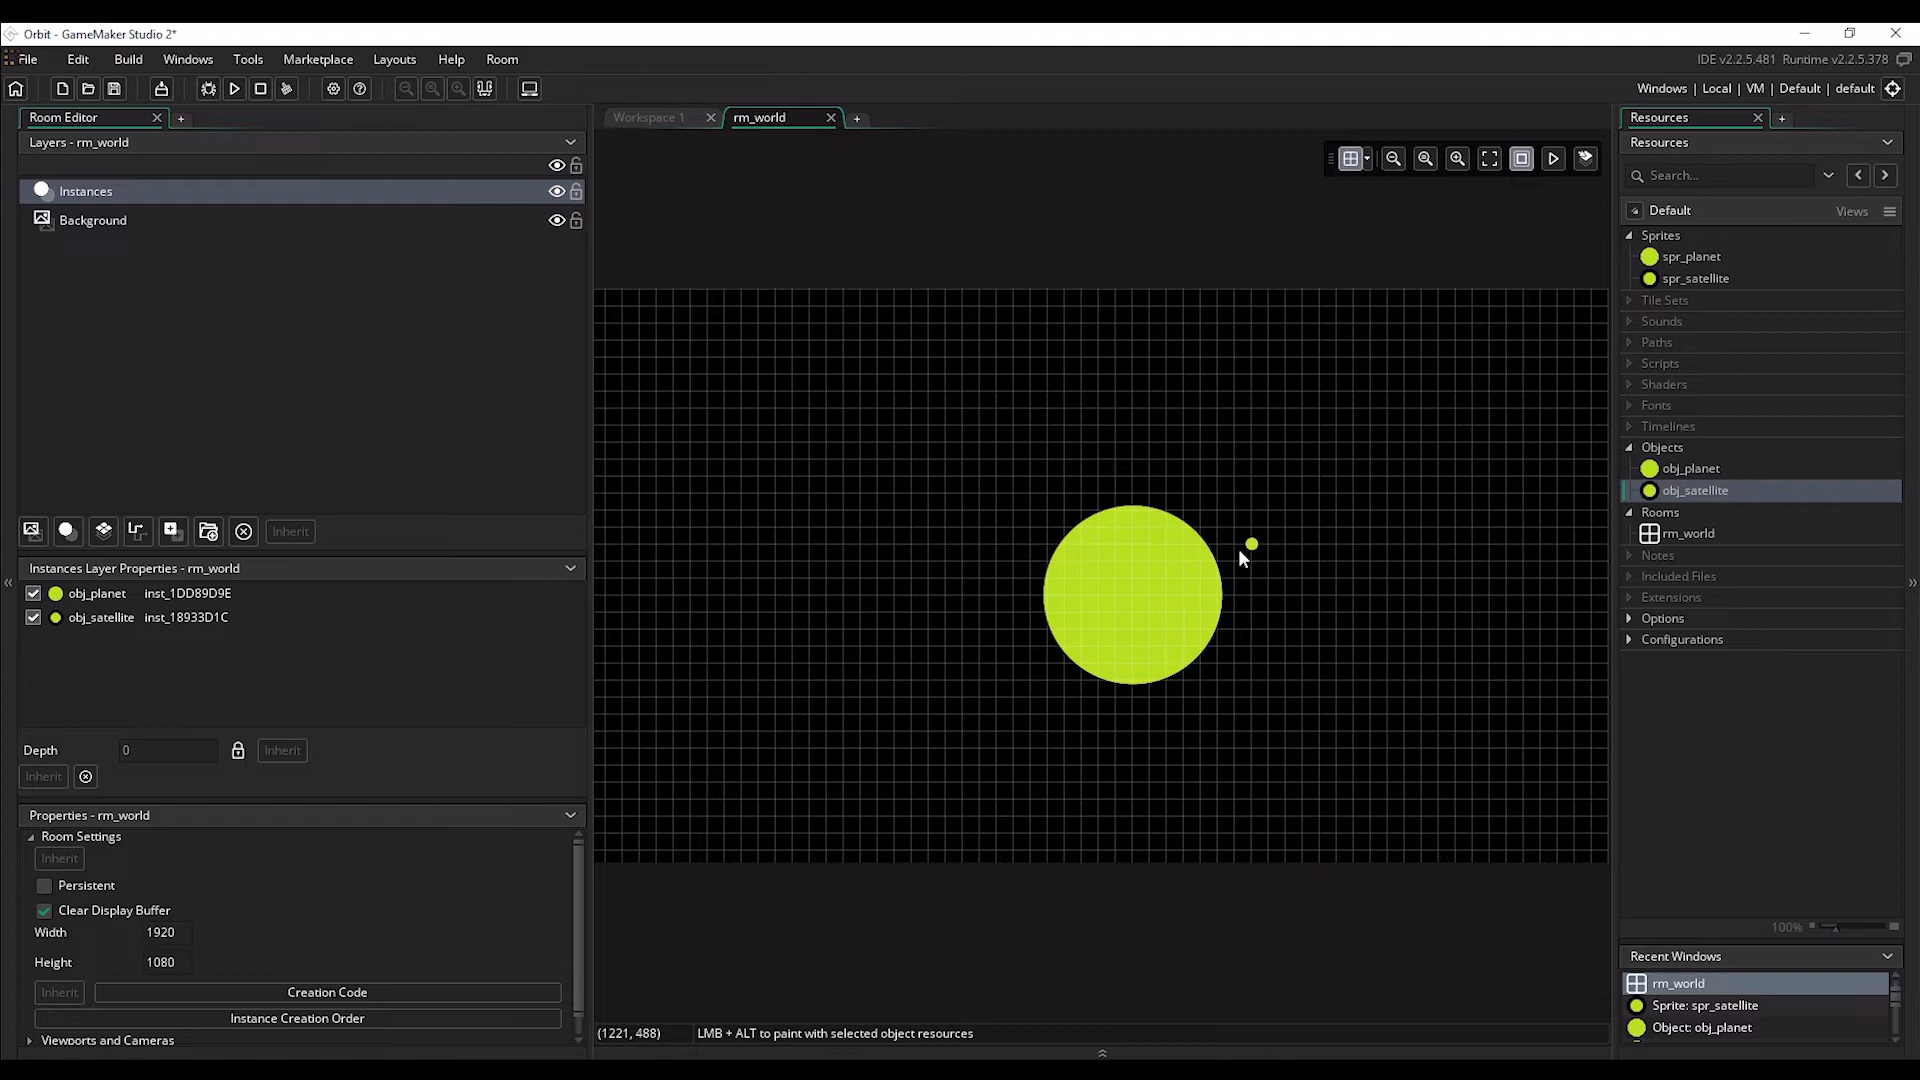 Orbit - GameMaker Studio 2*
File Edit Build Windows Tools Marketplace Layouts Help Room
IDE v2.2.5.481 Runtime v2.2.5.378
Windows | Local | VM | Default | default
Room Editor
Layers - rm_world
Instances
Background
Inherit
Instances Layer Properties - rm_world
obj_planet inst_1DD89D9E
obj_satellite inst_18933D1C
Depth 0 Inherit
Inherit
Properties - rm_world
Room Settings
Inherit
Persistent
Clear Display Buffer
Width 1920
Height 1080
Inherit Creation Code
Instance Creation Order
Viewports and Cameras
Workspace 1 rm_world
(1221, 488) LMB + ALT to paint with selected object resources
Resources
Resources
Search...
Default Views
Sprites
spr_planet
spr_satellite
Tile Sets
Sounds
Paths
Scripts
Shaders
Fonts
Timelines
Objects
obj_planet
obj_satellite
Rooms
rm_world
Notes
Included Files
Extensions
Options
Configurations
100%
Recent Windows
rm_world
Sprite: spr_satellite
Object: obj_planet